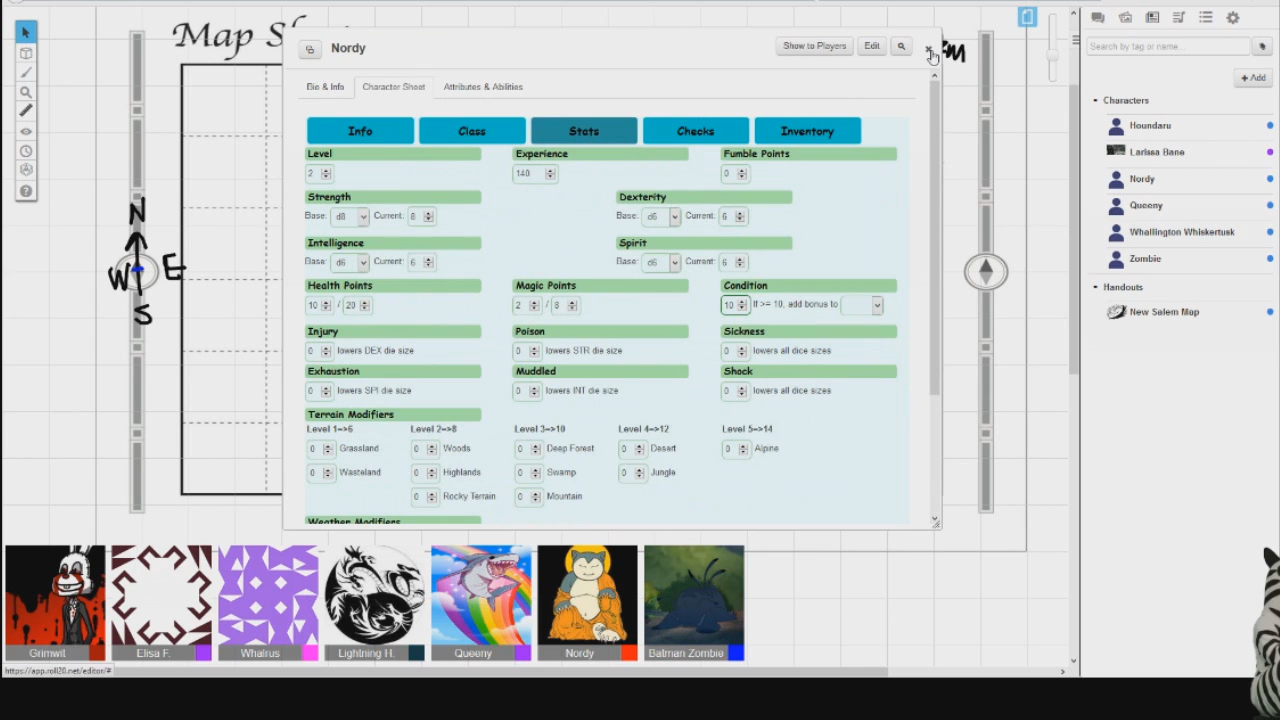 Map S
Nordy
Show to Players
Edit
Bio & Info
Character Sheet
Attributes & Abilities
Info
Class
Stats
Checks
Inventory
Level
Experience
Fumble Points
2
140
0
Strength
Dexterity
Base: d8 Current: 8
Base: d6 Current: 6
Intelligence
Spirit
Base: d6 Current: 6
Base: d6 Current: 6
Health Points
Magic Points
Condition
10 / 20
2 / 8
10 If >= 10, add bonus to
Injury
Poison
Sickness
0 lowers DEX die size
0 lowers STR die size
0 lowers all dice sizes
Exhaustion
Muddled
Shock
0 lowers SPI die size
0 lowers INT die size
0 lowers all dice sizes
Terrain Modifiers
Level 1=>6
Level 2=>8
Level 3=>10
Level 4=>12
Level 5=>14
0 Grassland
0 Woods
0 Deep Forest
0 Desert
0 Alpine
0 Wasteland
0 Highlands
0 Swamp
0 Jungle
0 Rocky Terrain
0 Mountain
Weather Modifiers
N
W
E
S
Search by tag or name...
+ Add
Characters
Houndaru
Larissa Bane
Nordy
Queeny
Whallington Whiskertusk
Zombie
Handouts
New Salem Map
Grimwit
Elisa F.
Whalrus
Lightning H.
Queeny
Nordy
Batman Zombie
https://app.roll20.net/editor/#